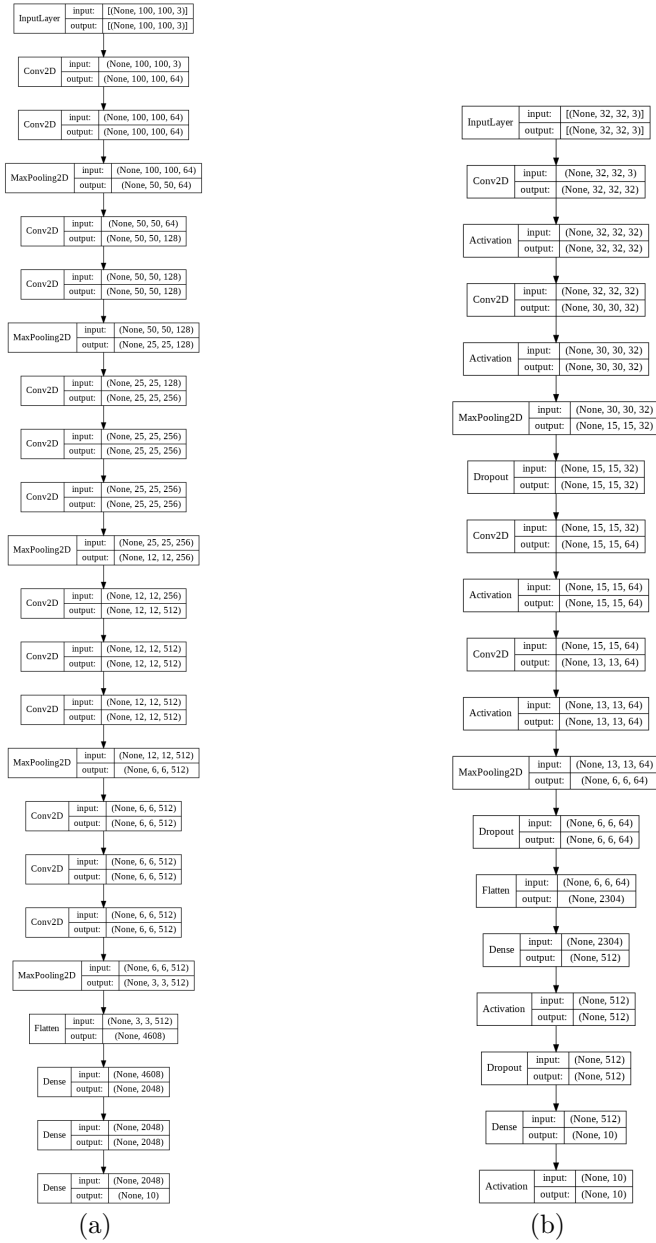 InputLayer input: [(None, 100, 100, 3)]
output: [(None, 100, 100, 3)]
Conv2D input: (None, 100, 100, 3)
output: (None, 100, 100, 64)
Conv2D input: (None, 100, 100, 64)
output: (None, 100, 100, 64)
MaxPooling2D input: (None, 100, 100, 64)
output: (None, 50, 50, 64)
Conv2D input: (None, 50, 50, 64)
output: (None, 50, 50, 128)
Conv2D input: (None, 50, 50, 128)
output: (None, 50, 50, 128)
MaxPooling2D input: (None, 50, 50, 128)
output: (None, 25, 25, 128)
Conv2D input: (None, 25, 25, 128)
output: (None, 25, 25, 256)
Conv2D input: (None, 25, 25, 256)
output: (None, 25, 25, 256)
Conv2D input: (None, 25, 25, 256)
output: (None, 25, 25, 256)
MaxPooling2D input: (None, 25, 25, 256)
output: (None, 12, 12, 256)
Conv2D input: (None, 12, 12, 256)
output: (None, 12, 12, 512)
Conv2D input: (None, 12, 12, 512)
output: (None, 12, 12, 512)
Conv2D input: (None, 12, 12, 512)
output: (None, 12, 12, 512)
MaxPooling2D input: (None, 12, 12, 512)
output: (None, 6, 6, 512)
Conv2D input: (None, 6, 6, 512)
output: (None, 6, 6, 512)
Conv2D input: (None, 6, 6, 512)
output: (None, 6, 6, 512)
Conv2D input: (None, 6, 6, 512)
output: (None, 6, 6, 512)
MaxPooling2D input: (None, 6, 6, 512)
output: (None, 3, 3, 512)
Flatten input: (None, 3, 3, 512)
output: (None, 4608)
Dense input: (None, 4608)
output: (None, 2048)
Dense input: (None, 2048)
output: (None, 2048)
Dense input: (None, 2048)
output: (None, 10)
(a)
InputLayer input: [(None, 32, 32, 3)]
output: [(None, 32, 32, 3)]
Conv2D input: (None, 32, 32, 3)
output: (None, 32, 32, 32)
Activation input: (None, 32, 32, 32)
output: (None, 32, 32, 32)
Conv2D input: (None, 32, 32, 32)
output: (None, 30, 30, 32)
Activation input: (None, 30, 30, 32)
output: (None, 30, 30, 32)
MaxPooling2D input: (None, 30, 30, 32)
output: (None, 15, 15, 32)
Dropout input: (None, 15, 15, 32)
output: (None, 15, 15, 32)
Conv2D input: (None, 15, 15, 32)
output: (None, 15, 15, 64)
Activation input: (None, 15, 15, 64)
output: (None, 15, 15, 64)
Conv2D input: (None, 15, 15, 64)
output: (None, 13, 13, 64)
Activation input: (None, 13, 13, 64)
output: (None, 13, 13, 64)
MaxPooling2D input: (None, 13, 13, 64)
output: (None, 6, 6, 64)
Dropout input: (None, 6, 6, 64)
output: (None, 6, 6, 64)
Flatten input: (None, 6, 6, 64)
output: (None, 2304)
Dense input: (None, 2304)
output: (None, 512)
Activation input: (None, 512)
output: (None, 512)
Dropout input: (None, 512)
output: (None, 512)
Dense input: (None, 512)
output: (None, 10)
Activation input: (None, 10)
output: (None, 10)
(b)